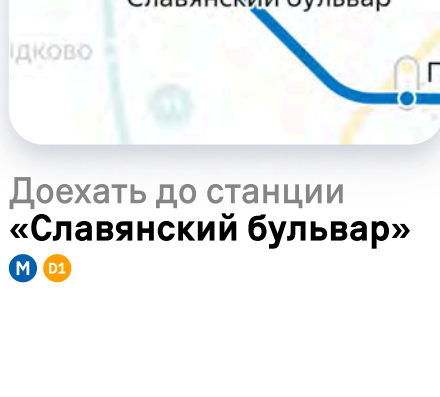 Славянский бульвар
Доехать до станции
«Славянский бульвар»
М D1